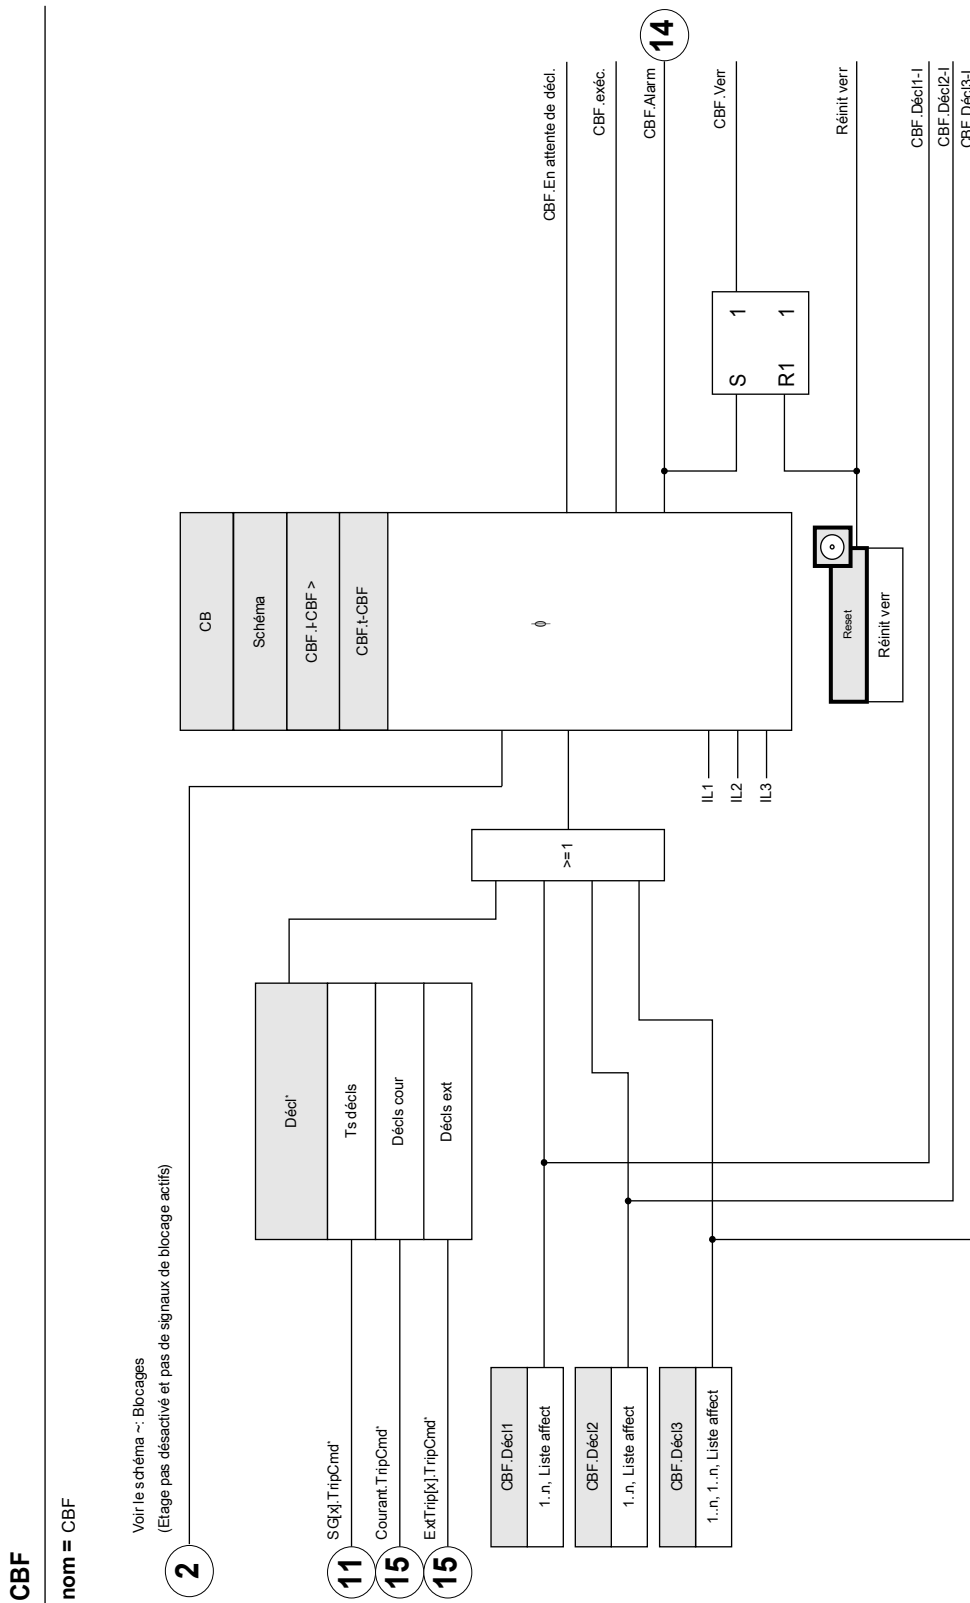 CBF
nom = CBF
Voir le schéma ~: Blocages
(Etage pas désactivé et pas de signaux de blocage actifs)
2
CB
Schéma
CBF.I-CBF >
CBF.t-CBF
ϕ
CBF.En attente de décl.
CBF.exéc.
CBF.Alarm
14
SG[x].TripCmd'
11
Courant.TripCmd'
15
ExtTrip[x].TripCmd'
15
Décl'
Ts décls
Décls cour
Décls ext
>=1
IL1
IL2
IL3
S 1
R1 1
CBF.Verr
Réinit verr
Reset
Réinit verr
CBF.Décl1
1..n, Liste affect
CBF.Décl2
1..n, Liste affect
CBF.Décl3
1..n, 1..n, Liste affect
CBF.Décl1-I
CBF.Décl2-I
CBF.Décl3-I